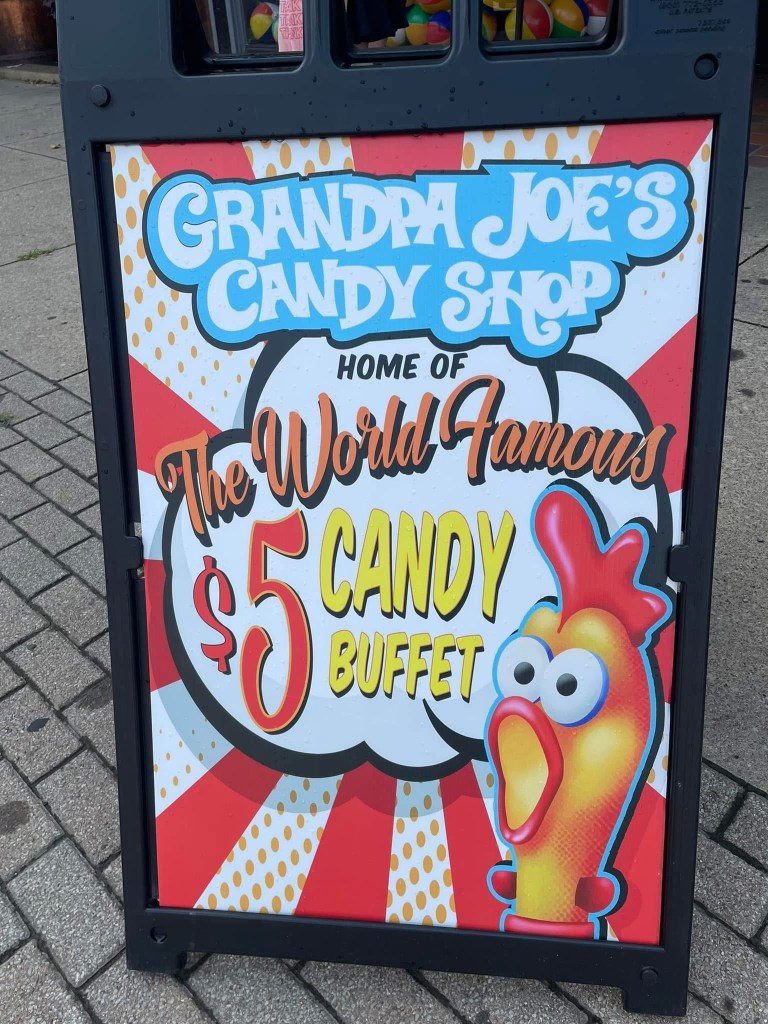 GRANDPA JOE'S
CANDY SHOP
HOME OF
The World Famous
$5 CANDY
BUFFET